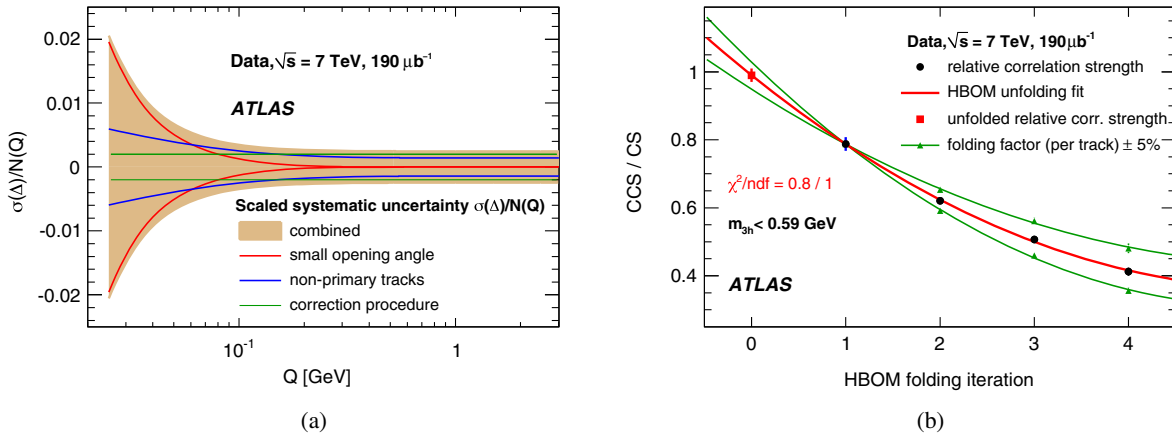 σ(Δ)/N(Q)
0.02
0.01
0
-0.01
-0.02
Data,√s = 7 TeV, 190 μb⁻¹
ATLAS
Scaled systematic uncertainty σ(Δ)/N(Q)
combined
small opening angle
non-primary tracks
correction procedure
10⁻¹
1
Q [GeV]
(a)
CCS / CS
1
0.8
0.6
0.4
Data,√s = 7 TeV, 190μb⁻¹
relative correlation strength
HBOM unfolding fit
unfolded relative corr. strength
folding factor (per track) ± 5%
χ²/ndf = 0.8 / 1
m₃ₕ< 0.59 GeV
ATLAS
0 1 2 3 4
HBOM folding iteration
(b)